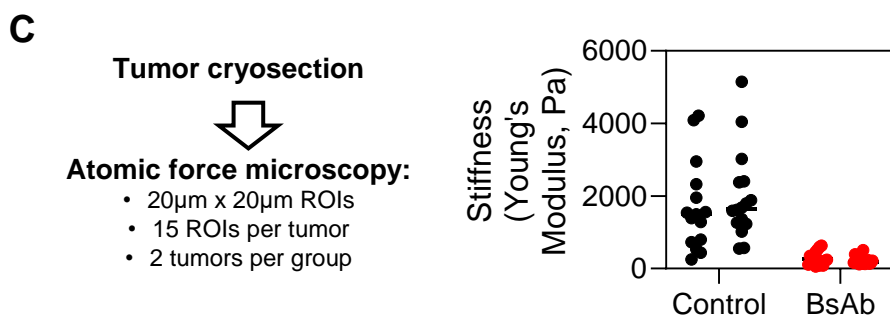 C
Tumor cryosection
Atomic force microscopy:
• 20µm x 20µm ROIs
• 15 ROIs per tumor
• 2 tumors per group
Stiffness
(Young's
Modulus, Pa)
6000
4000
2000
0
Control
BsAb